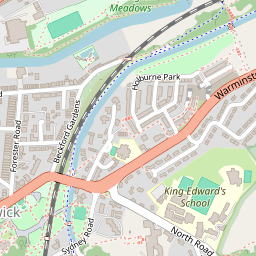 Meadows
Holburne Park
Warminst
Beckford Gardens
Forester Road
King Edward's
School
wick
Sydney Road
North Road